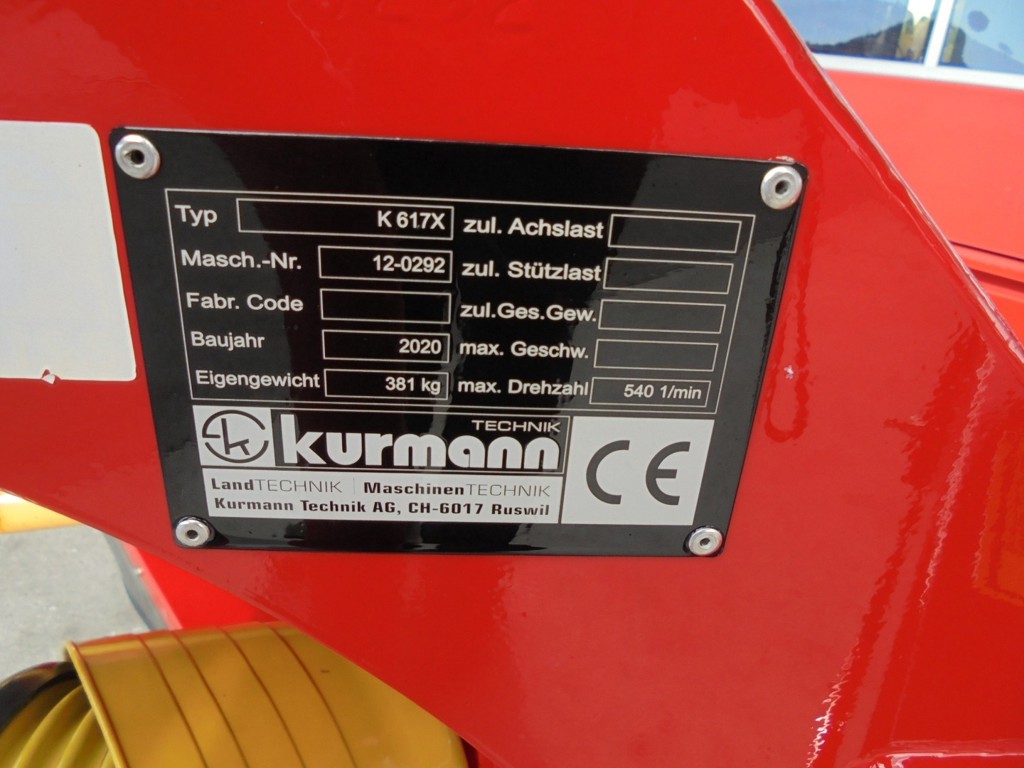 Typ K 617X zul. Achslast
Masch.-Nr. 12-0292 zul. Stützlast
Fabr. Code zul.Ges.Gew.
Baujahr 2020 max. Geschw.
Eigengewicht 381 kg max. Drehzahl 540 1/min
TECHNIK
k kurmann CE
LandTECHNIK | MaschinenTECHNIK
Kurmann Technik AG, CH-6017 Ruswil